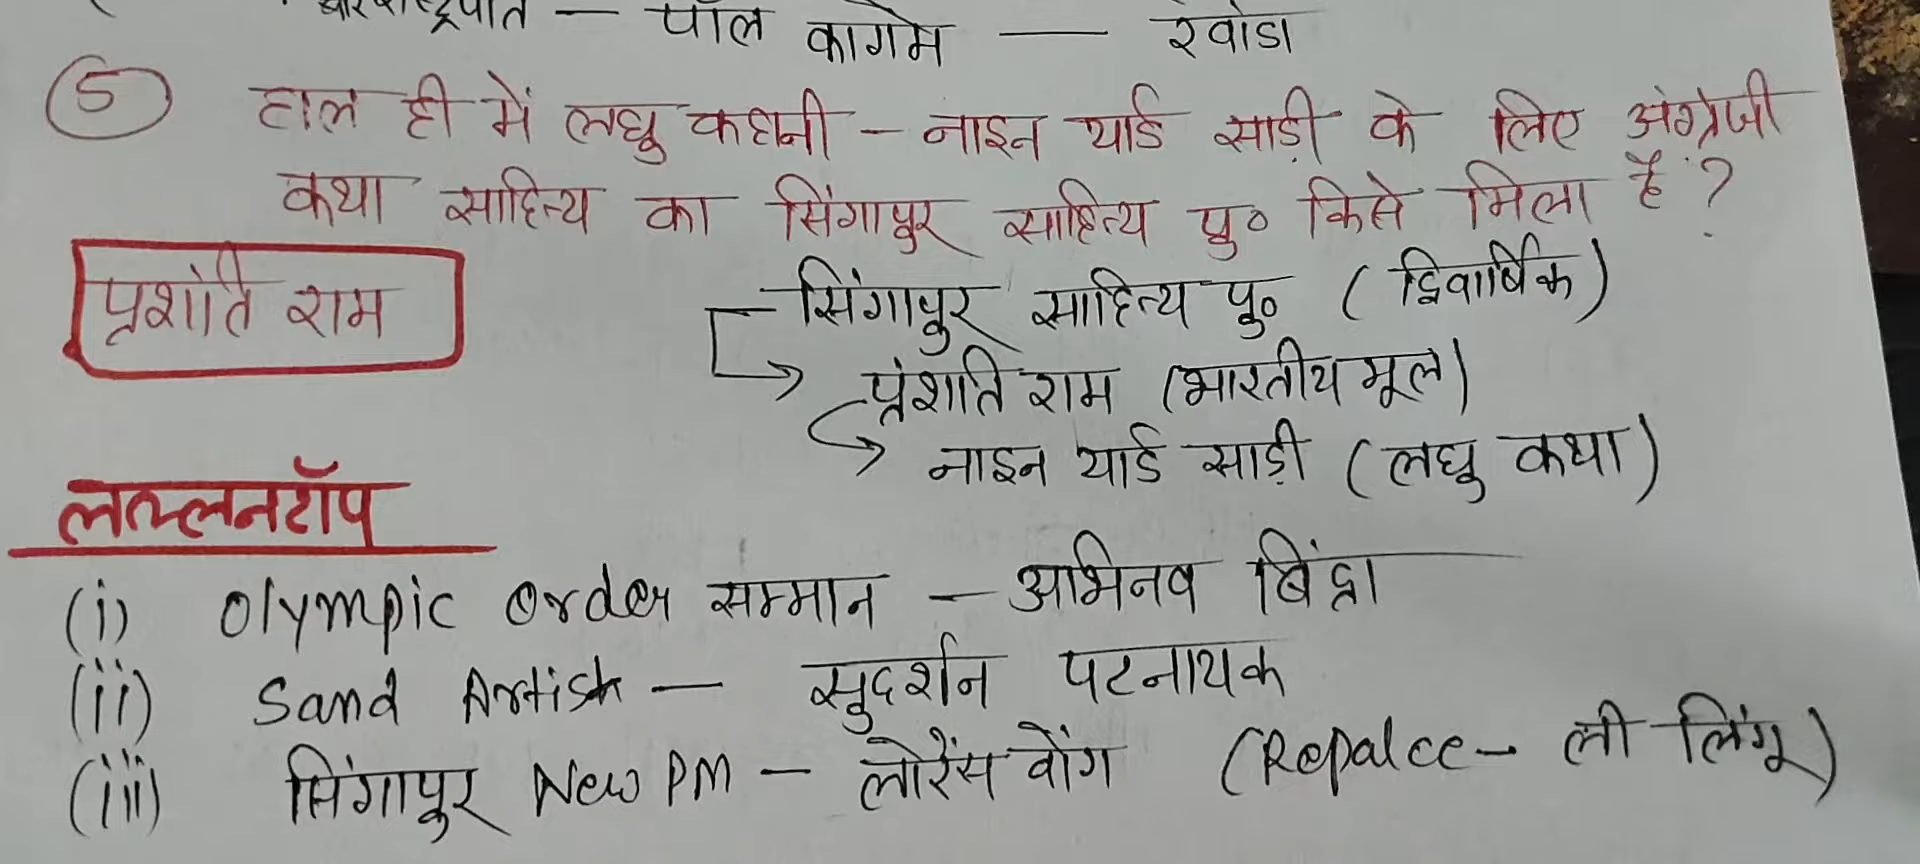 — पॉल कागमे — रवांडा
5 हाल ही में लघु कहानी – नाइन यार्ड साड़ी के लिए अंग्रेजी
कथा साहित्य का सिंगापुर साहित्य पु० किसे मिला है ?
प्रशांति राम
– सिंगापुर साहित्य पु० (द्विवार्षिक)
→ प्रंशाति राम (भारतीय मूल)
→ नाइन यार्ड साड़ी (लघु कथा)
लल्लनटॉप
(i) Olympic Order सम्मान – अभिनव बिंद्रा
(ii) Sand Artist – सुदर्शन पटनायक
(iii) सिंगापुर New PM – लोरेंस वोंग (Repalce – ली लिंगू)